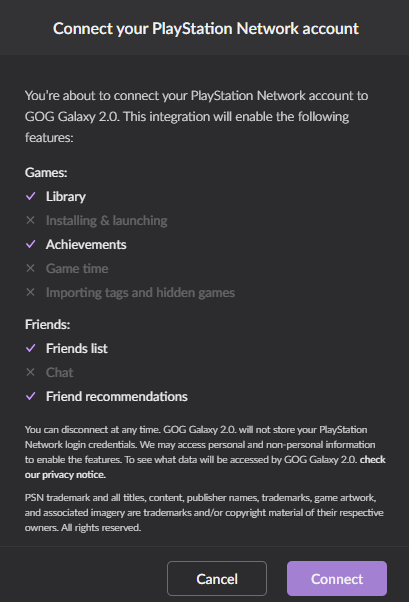 Connect your PlayStation Network account
You're about to connect your PlayStation Network account to
GOG Galaxy 2.0. This integration will enable the following
features:
Games:
Library
Installing & launching
Achievements
Game time
Importing tags and hidden games
Friends:
Friends list
Chat
Friend recommendations
You can disconnect at any time. GOG Galaxy 2.0. will not store your PlayStation
Network login credentials. We may access personal and non-personal information
to enable the features. To see what data will be accessed by GOG Galaxy 2.0. check
our privacy notice.
PSN trademark and all titles, content, publisher names, trademarks, game artwork,
and associated imagery are trademarks and/or copyright material of their respective
owners. All rights reserved.
Cancel Connect